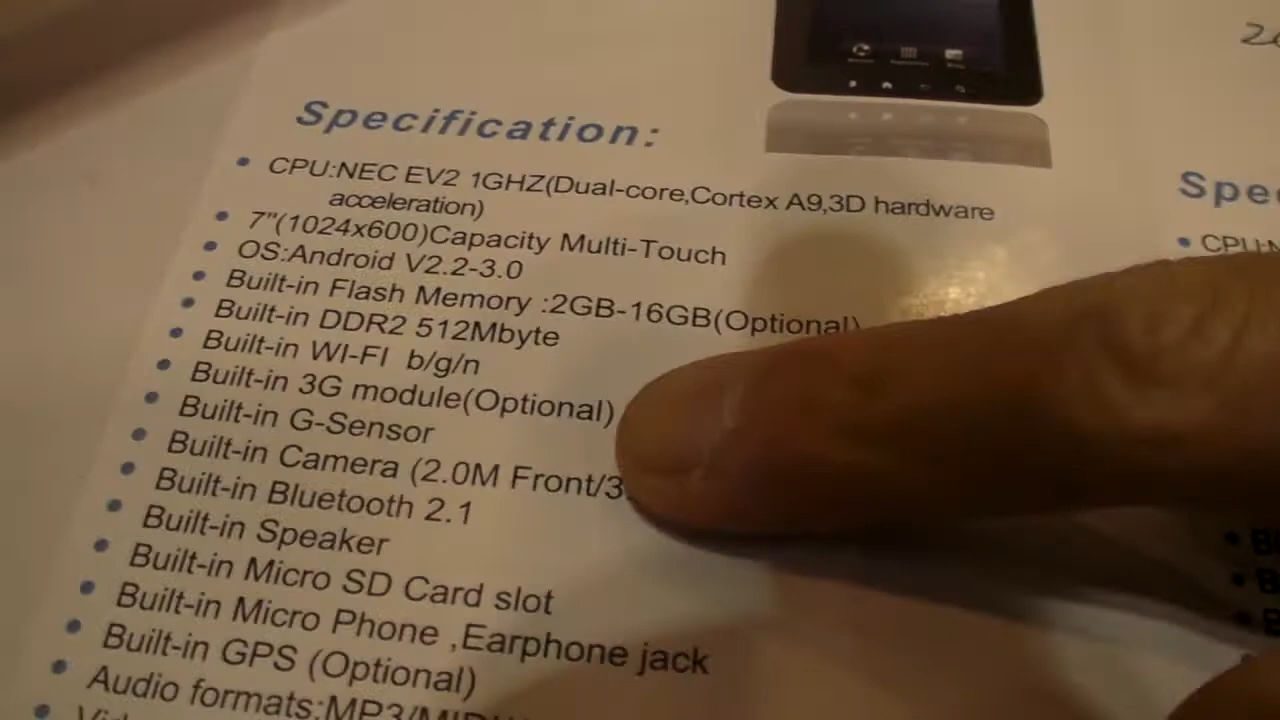 Specification:
CPU:NEC EV2 1GHZ(Dual-core,Cortex A9,3D hardware
acceleration)
7"(1024x600)Capacity Multi-Touch
OS:Android V2.2-3.0
Built-in Flash Memory :2GB-16GB(Optional)
Built-in DDR2 512Mbyte
Built-in WI-FI b/g/n
Built-in 3G module(Optional)
Built-in G-Sensor
Built-in Camera (2.0M Front/3
Built-in Bluetooth 2.1
Built-in Speaker
Built-in Micro SD Card slot
Built-in Micro Phone ,Earphone jack
Built-in GPS (Optional)
Audio formats:MP3/
Spe
CPU:N